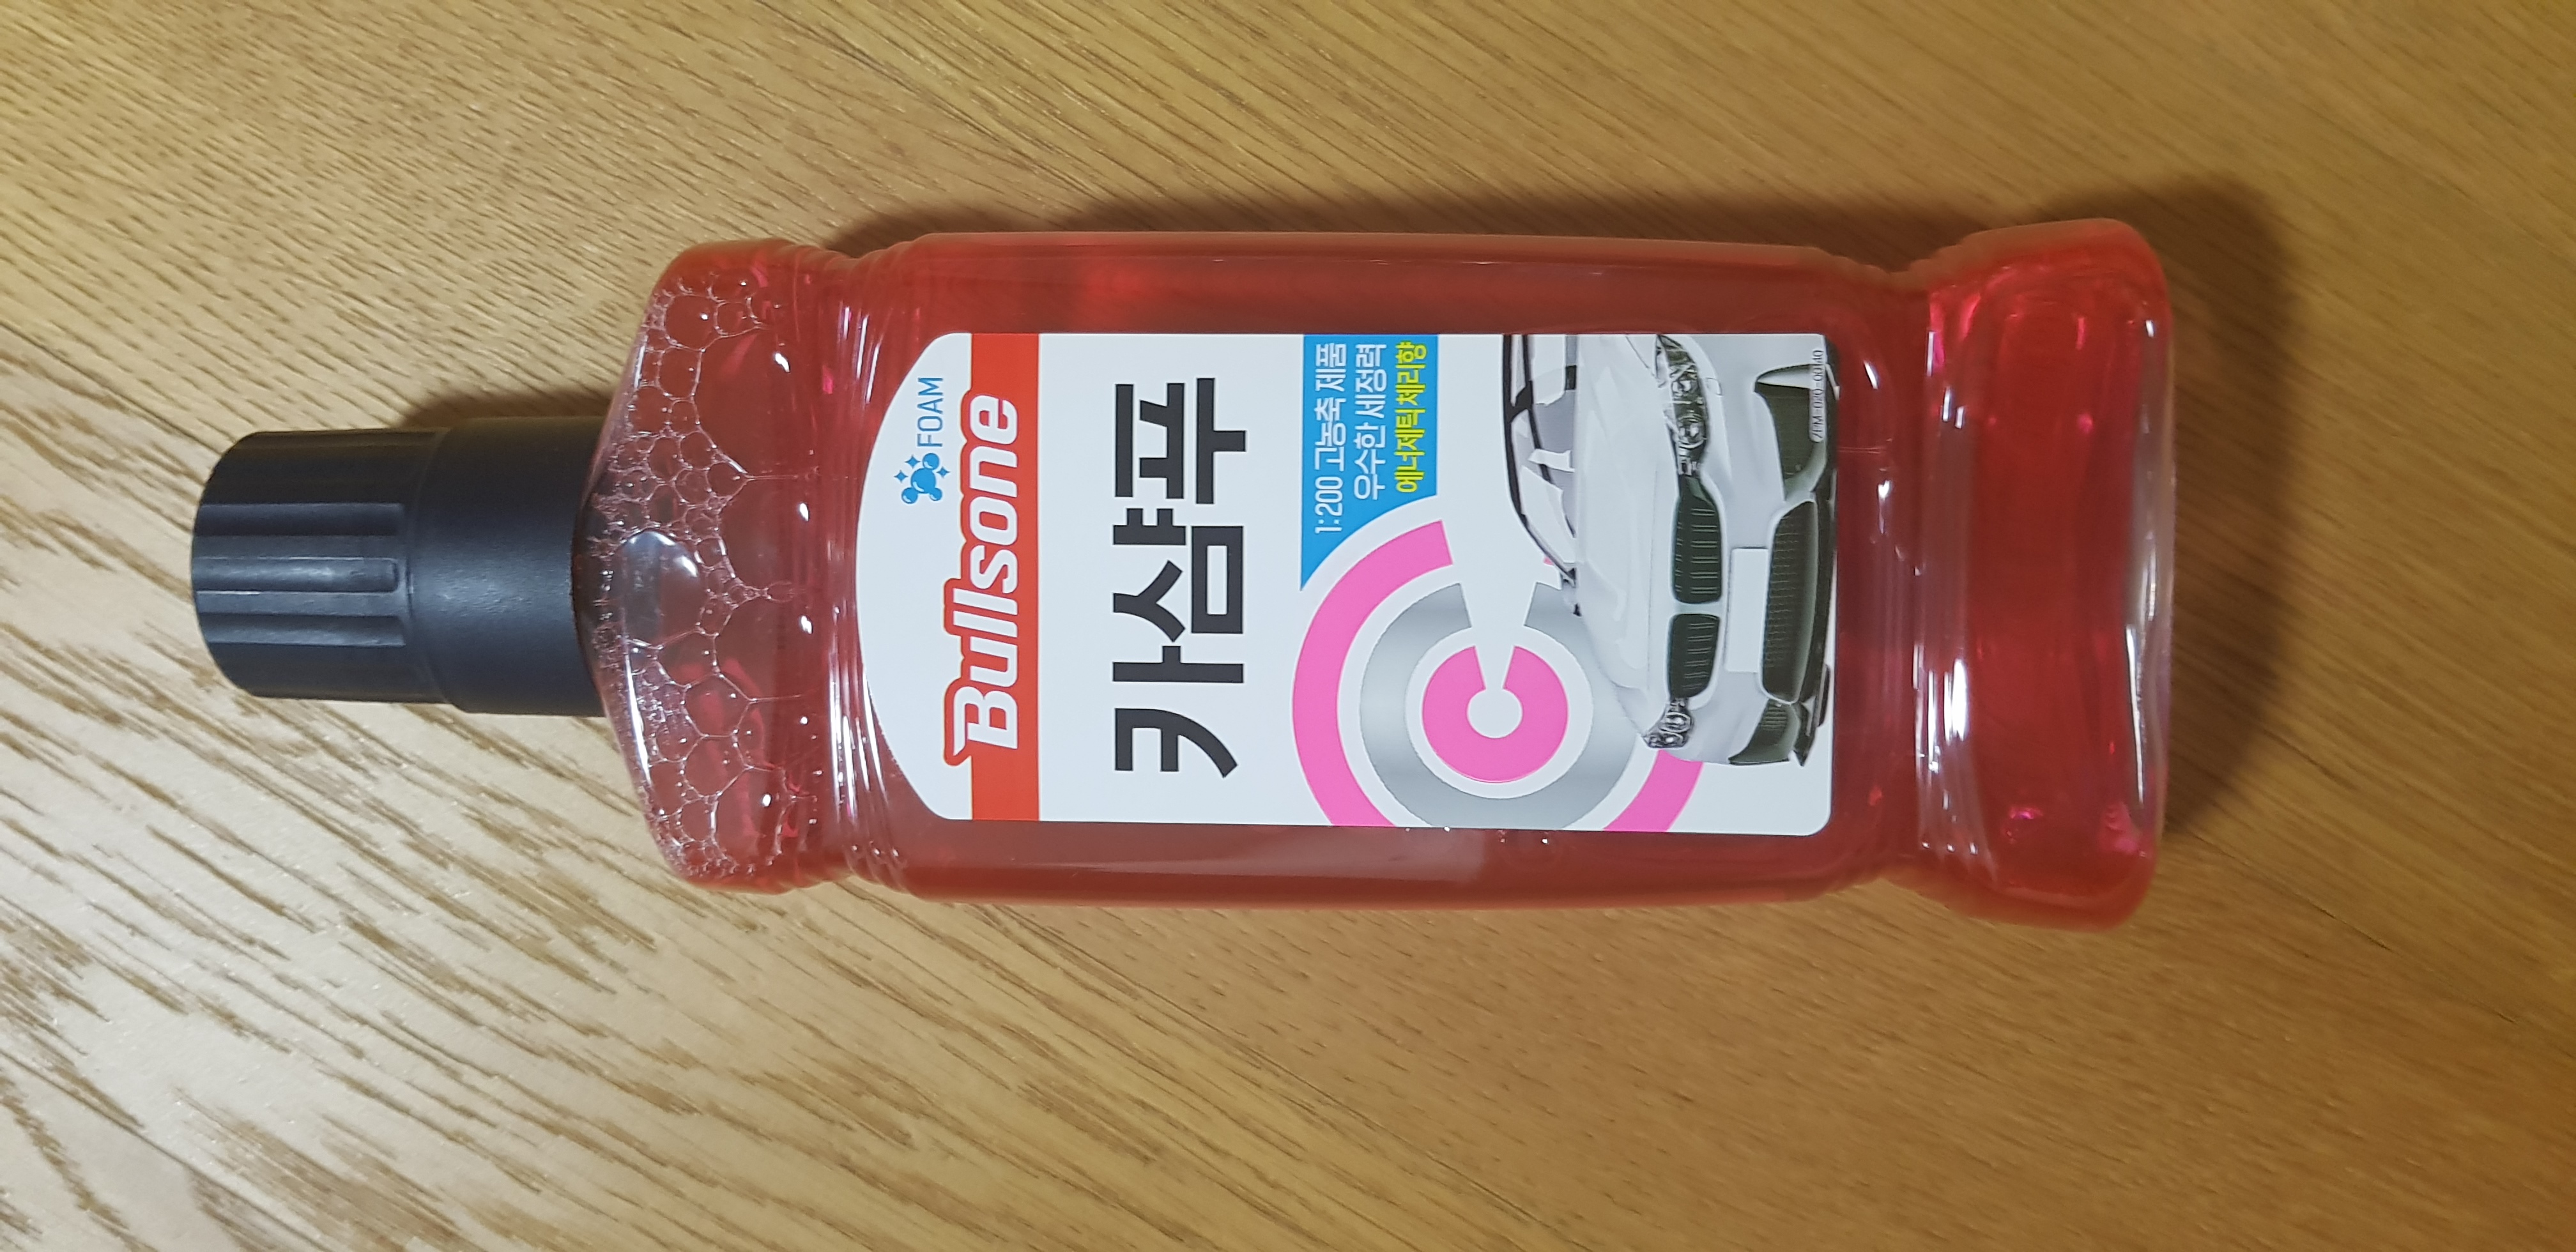 FOAM
Bullsone
카샴푸
1:200 고농축 제품
우수한 세정력
에너제틱 체리향